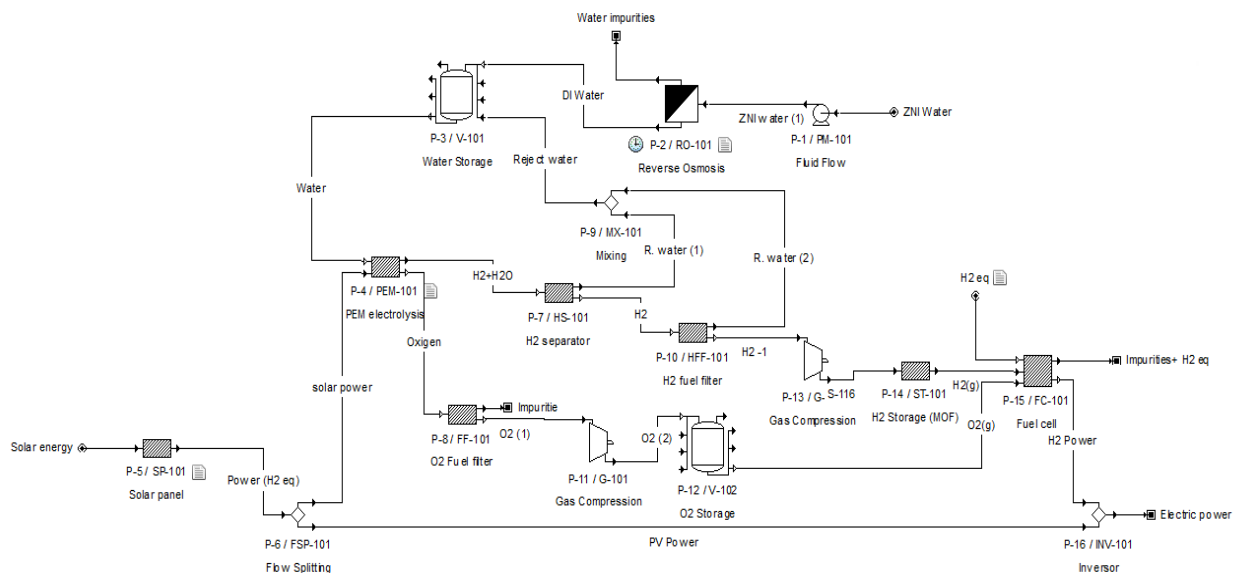 Water impurities
DI Water
ZNI water (1)
ZNI Water
P-3 / V-101
Water Storage
P-2 / RO-101
Reverse Osmosis
P-1 / PM-101
Fluid Flow
Reject water
Water
P-9 / MX-101
Mixing
R. water (1)
R. water (2)
H2+H2O
P-4 / PEM-101
PEM electrolysis
H2 eq
P-7 / HS-101
H2 separator
H2
Oxigen
P-10 / HFF-101
H2 fuel filter
H2 -1
Impurities+ H2 eq
solar power
P-13 / G-
S-116
Gas Compression
P-14 / ST-101
H2 Storage (MOF)
H2(g)
P-15 / FC-101
Fuel cell
O2(g)
H2 Power
Impuritie
P-8 / FF-101
O2 Fuel filter
O2 (1)
O2 (2)
Solar energy
P-5 / SP-101
Solar panel
Power (H2 eq)
P-11 / G-101
Gas Compression
P-12 / V-102
O2 Storage
Electric power
P-6 / FSP-101
Flow Splitting
PV Power
P-16 / INV-101
Inversor